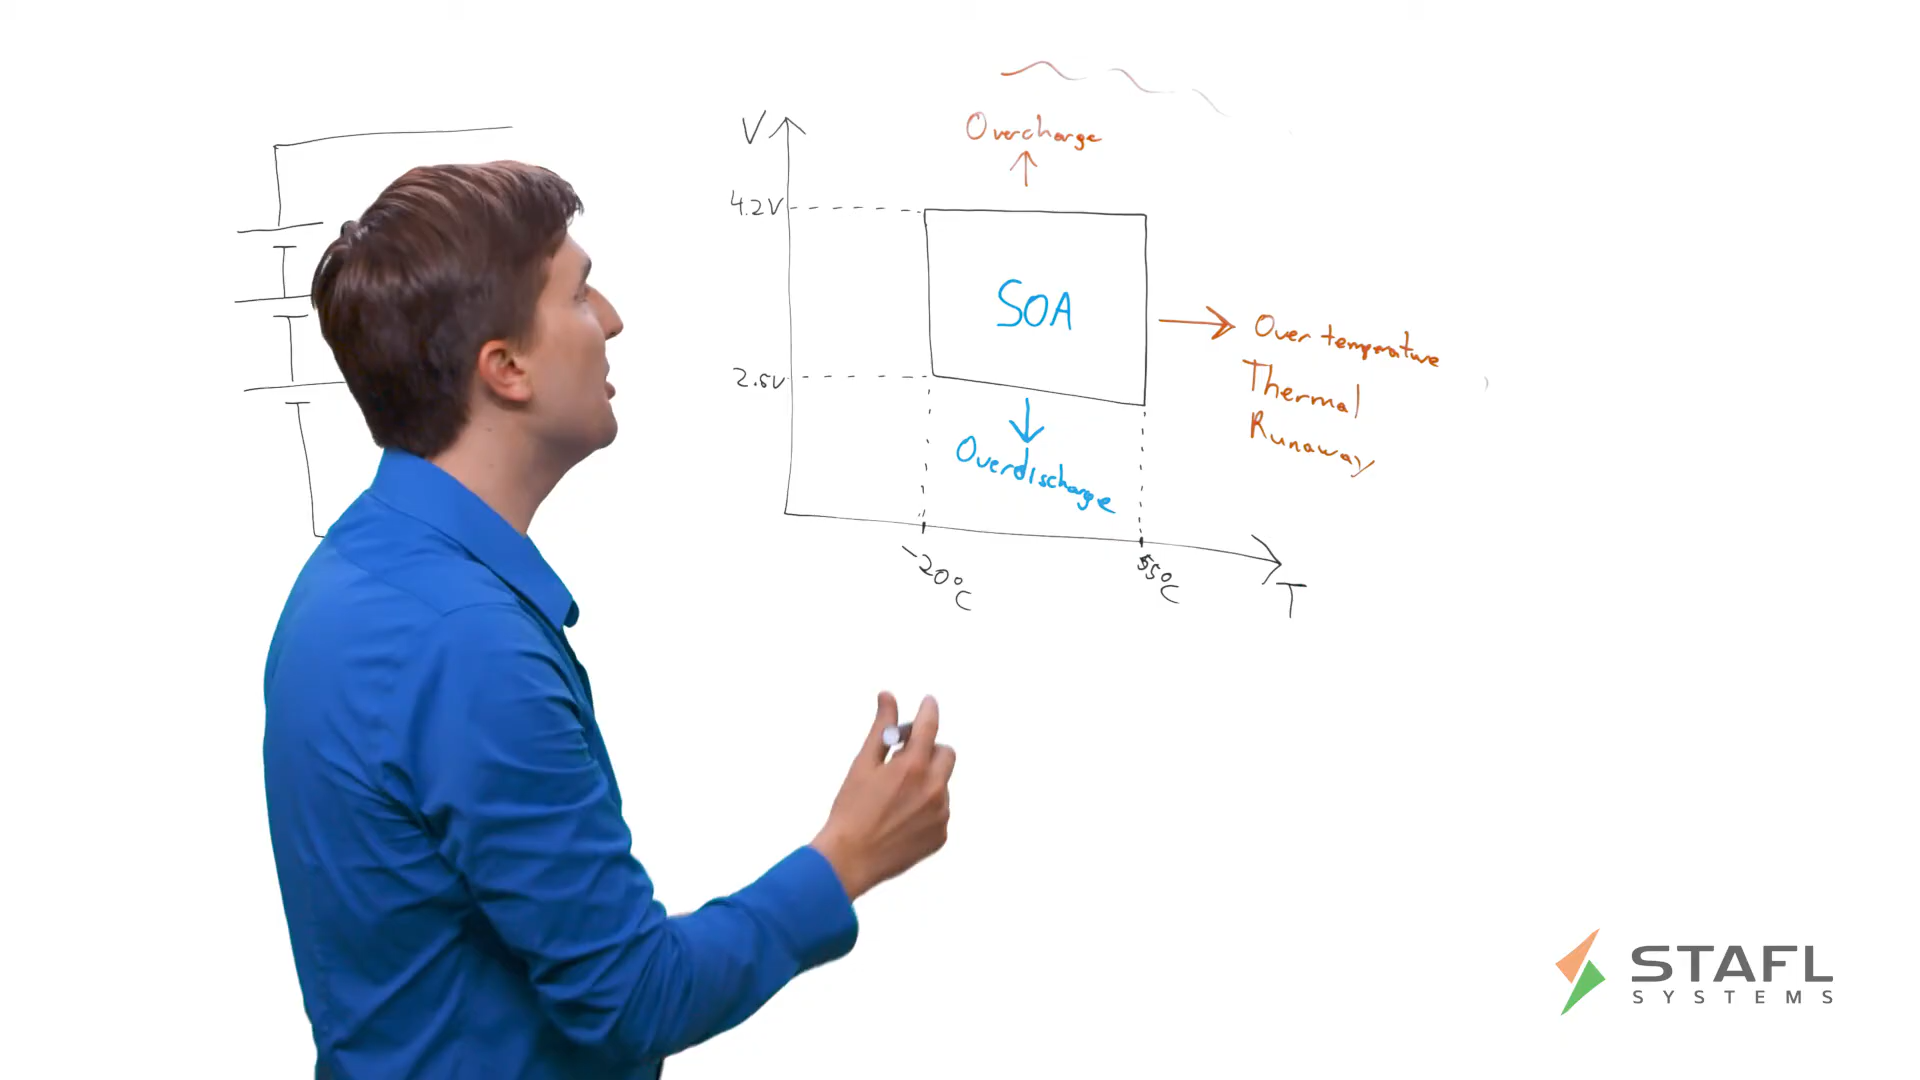 V
Overcharge
4.2V
SOA
Over temperature
Thermal
Runaway
2.5V
Overdischarge
-20°C
55°C
T
STAFL
SYSTEMS